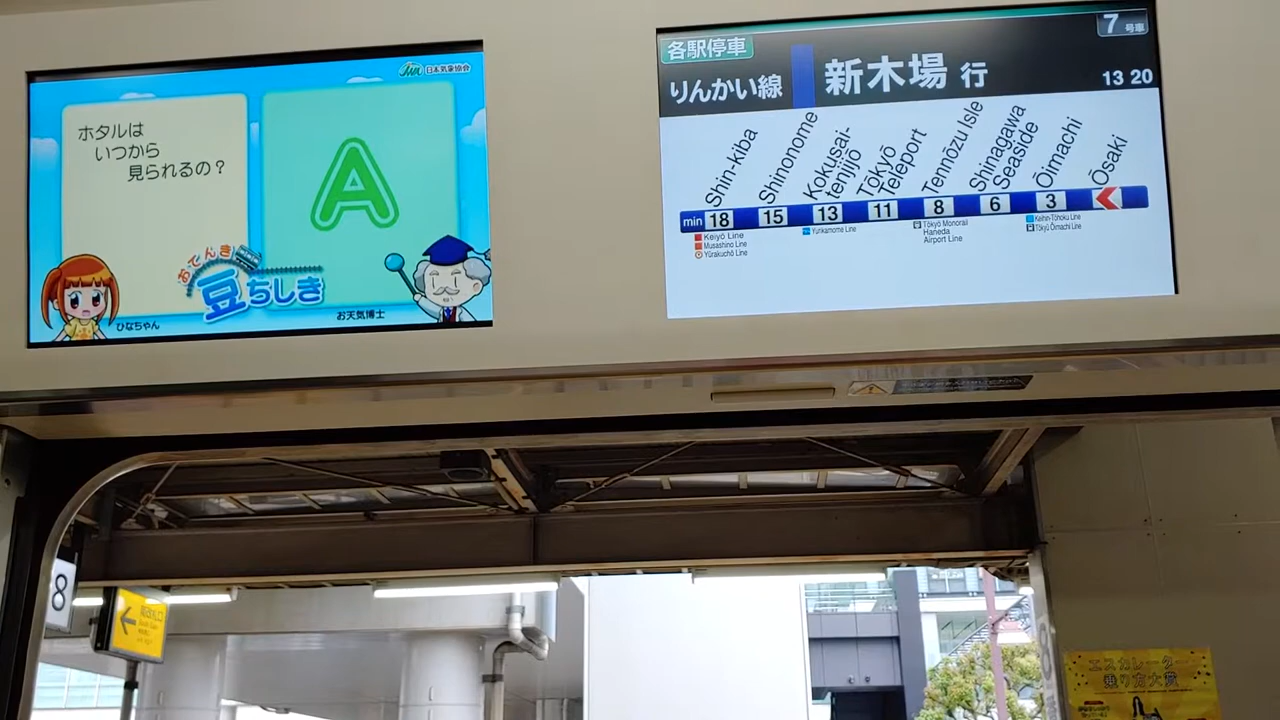 日本気象協会
ホタルは
いつから
見られるの？
A
おてんき
豆ちしき
ひなちゃん
お天気博士
各駅停車
7号車
りんかい線
新木場 行
13 20
Shin-kiba
Shinonome
Kokusai-
tenjijō
Tōkyō
Teleport
Tennōzu Isle
Shinagawa
Seaside
Ōimachi
Ōsaki
min 18 15 13 11 8 6 3
Keiyō Line
Musashino Line
Yūrakuchō Line
Yurikamome Line
Tōkyō Monorail
Haneda
Airport Line
Keihin-Tōhoku Line
Tōkyū Ōimachi Line
8
エスカレーター
乗り方大賞